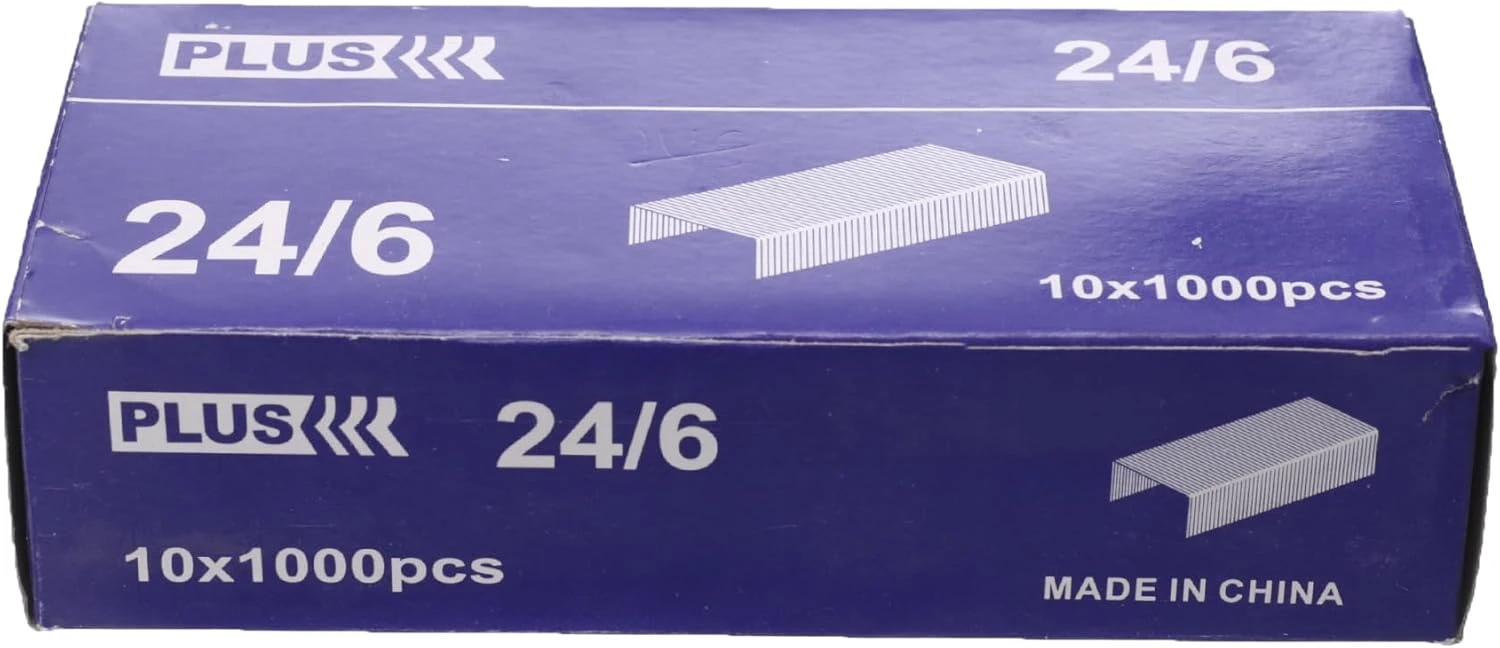 PLUS 24/6
24/6
10x1000pcs
PLUS 24/6
10x1000pcs
MADE IN CHINA